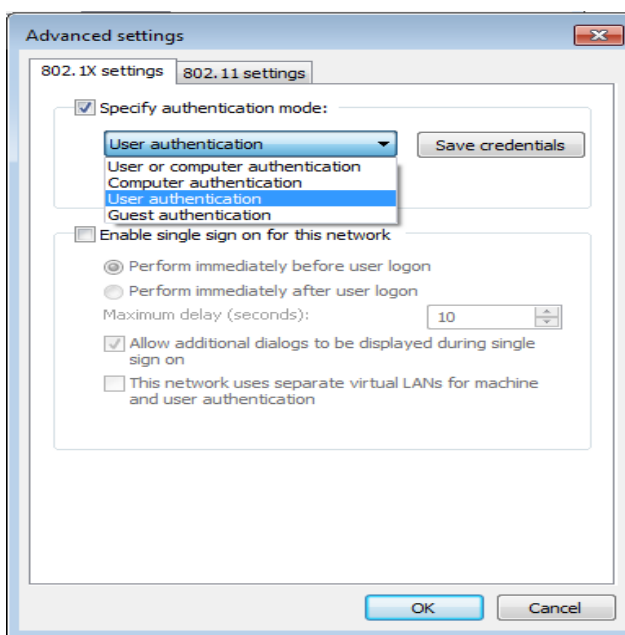 Advanced settings
802.1X settings
802.11 settings
Specify authentication mode:
User authentication
Save credentials
User or computer authentication
Computer authentication
User authentication
Guest authentication
Enable single sign on for this network
Perform immediately before user logon
Perform immediately after user logon
Maximum delay (seconds):
10
Allow additional dialogs to be displayed during single
sign on
This network uses separate virtual LANs for machine
and user authentication
OK
Cancel